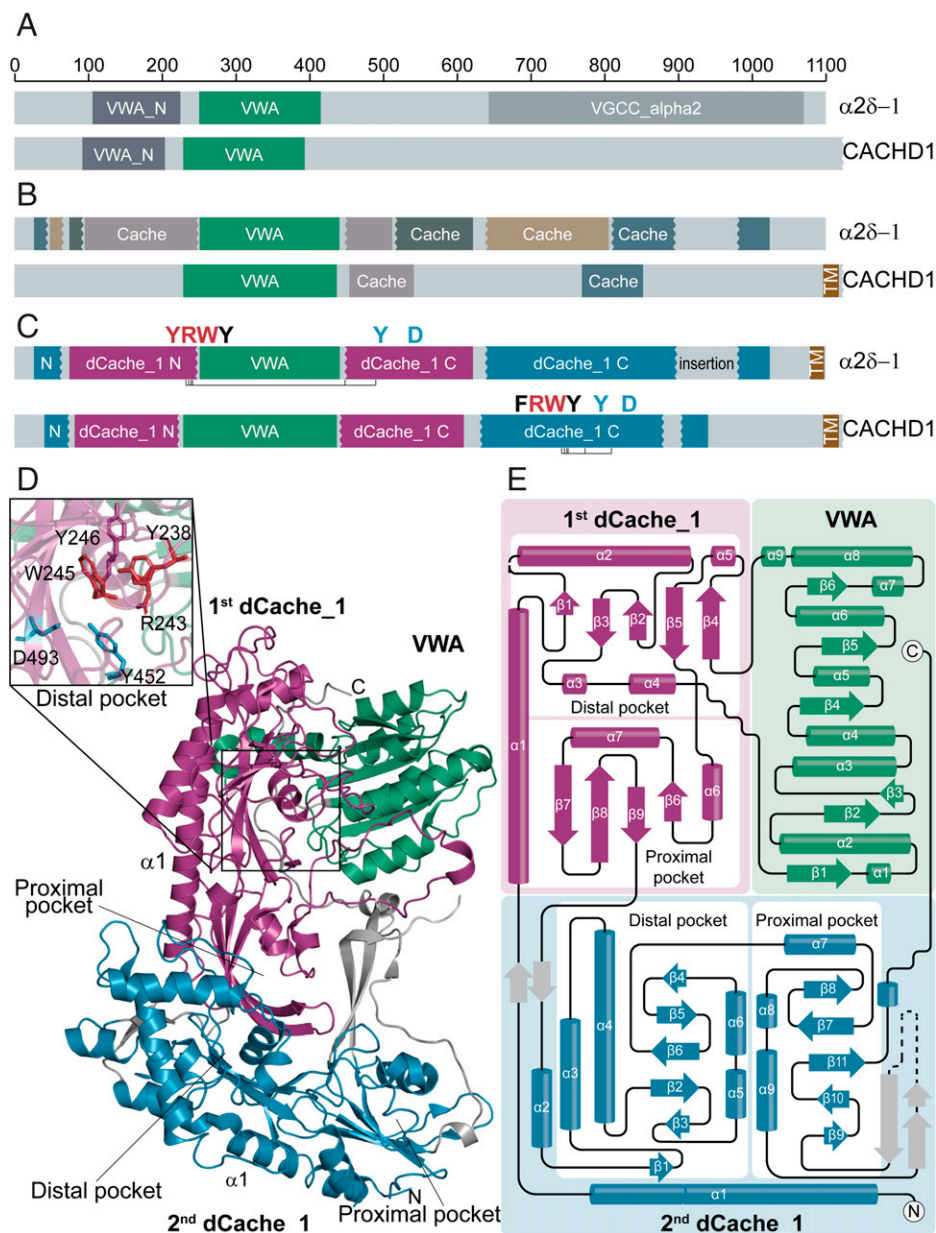 A
0 100 200 300 400 500 600 700 800 900 1000 1100
VWA_N VWA VGCC_alpha2 α2δ–1
VWA_N VWA CACHD1
B
Cache VWA Cache Cache Cache α2δ–1
VWA Cache Cache TM CACHD1
C
YRWY Y D
N dCache_1 N VWA dCache_1 C dCache_1 C insertion TM α2δ–1
FRWY Y D
N dCache_1 N VWA dCache_1 C dCache_1 C TM CACHD1
D
Y246 Y238
W245
R243
D493
Y452
Distal pocket
1st dCache_1
VWA
C
α1
Proximal
pocket
Distal pocket
α1
N
Proximal pocket
2nd dCache_1
E
1st dCache_1
α2 α5
β1 β3 β2 β5 β4
α3 α4
Distal pocket
α1
α7
β7 β8 β9 β6 α6
Proximal
pocket
VWA
α9 α8
β6 α7
α6
β5
C
α5
β4
α4
α3
β3
β2
α2
β1 α1
Distal pocket
α4
β4
β5
β6
α6
α3
α2
β2
β3
α5
β1
Proximal pocket
α7
β8
α8
β7
β11
α9
β10
β9
α1
N
2nd dCache_1